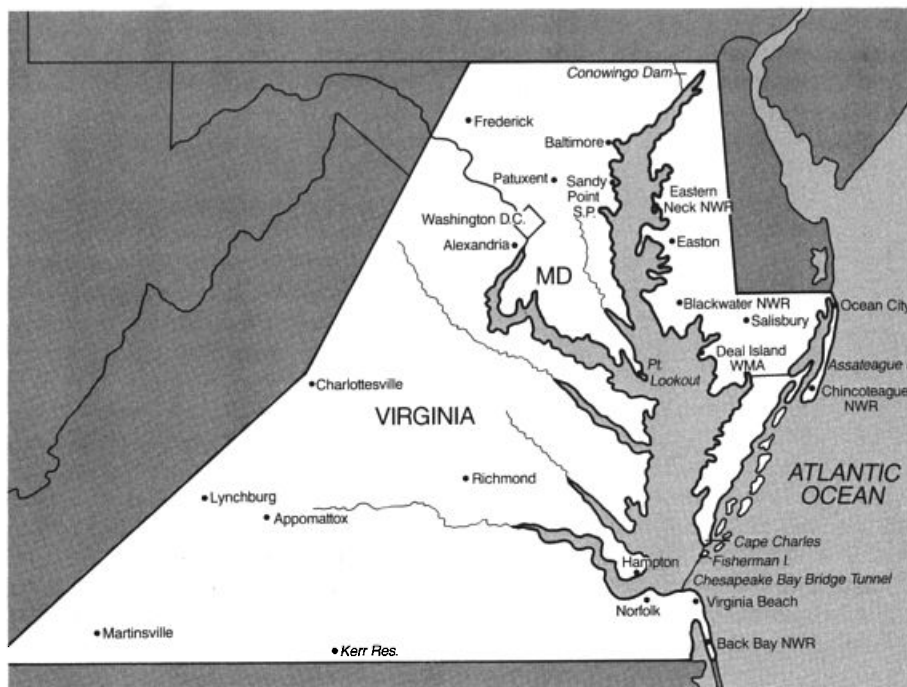 Conowingo Dam
Frederick
Baltimore
Patuxent
Sandy
Point
S.P.
Eastern
Neck NWR
Washington D.C.
Alexandria
Easton
MD
Blackwater NWR
Ocean City
Salisbury
Deal Island
WMA
Pt.
Lookout
Assateague
Chincoteague
NWR
Charlottesville
VIRGINIA
Richmond
ATLANTIC
OCEAN
Lynchburg
Appomattox
Cape Charles
Fisherman I.
Hampton
Chesapeake Bay Bridge Tunnel
Norfolk
Virginia Beach
Martinsville
Back Bay NWR
Kerr Res.